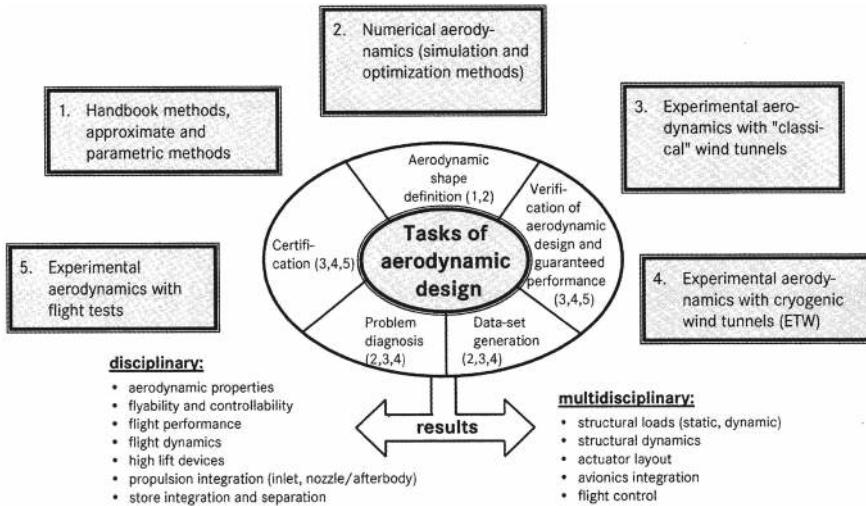 2. Numerical aerody-
namics (simulation and
optimization methods)
1. Handbook methods,
approximate and
parametric methods
3. Experimental aero-
dynamics with "classi-
cal" wind tunnels
Aerodynamic
shape
definition (1,2)
Verifi-
cation of
aerodynamic
design and
guaranteed
performance
(3,4,5)
Certifi-
cation (3,4,5)
Tasks of
aerodynamic
design
5. Experimental
aerodynamics with
flight tests
4. Experimental aerody-
namics with cryogenic
wind tunnels (ETW)
Problem
diagnosis
(2,3,4)
Data-set
generation
(2,3,4)
disciplinary:
• aerodynamic properties
• flyability and controllability
• flight performance
• flight dynamics
• high lift devices
• propulsion integration (inlet, nozzle/afterbody)
• store integration and separation
results
multidisciplinary:
• structural loads (static, dynamic)
• structural dynamics
• actuator layout
• avionics integration
• flight control